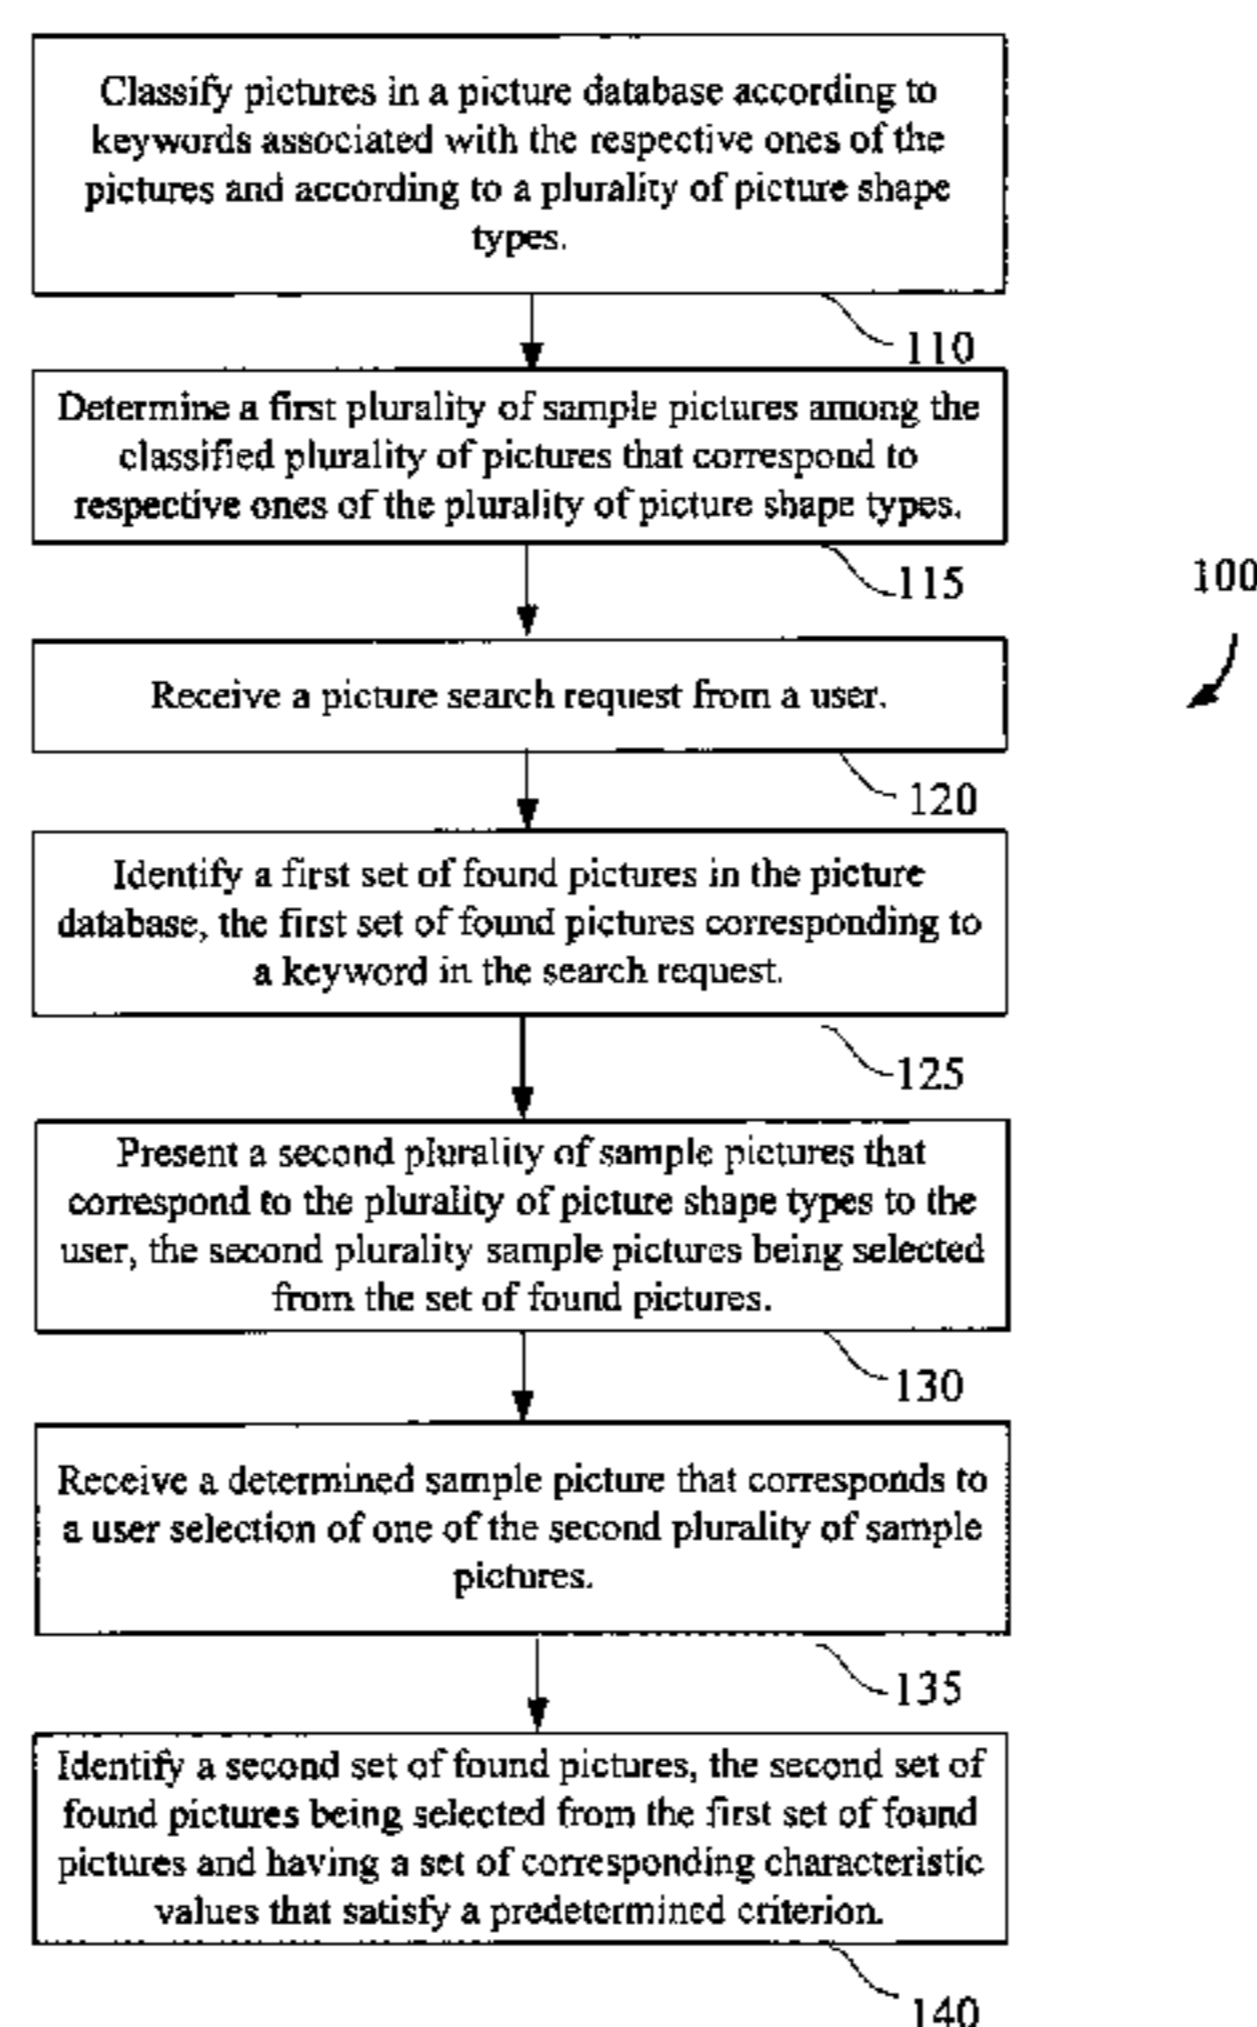 Classify pictures in a picture database according to
keywords associated with the respective ones of the
pictures and according to a plurality of picture shape
types.
110
Determine a first plurality of sample pictures among the
classified plurality of pictures that correspond to
respective ones of the plurality of picture shape types.
115
100
Receive a picture search request from a user.
120
Identify a first set of found pictures in the picture
database, the first set of found pictures corresponding to
a keyword in the search request.
125
Present a second plurality of sample pictures that
correspond to the plurality of picture shape types to the
user, the second plurality sample pictures being selected
from the set of found pictures.
130
Receive a determined sample picture that corresponds to
a user selection of one of the second plurality of sample
pictures.
135
Identify a second set of found pictures, the second set of
found pictures being selected from the first set of found
pictures and having a set of corresponding characteristic
values that satisfy a predetermined criterion.
140